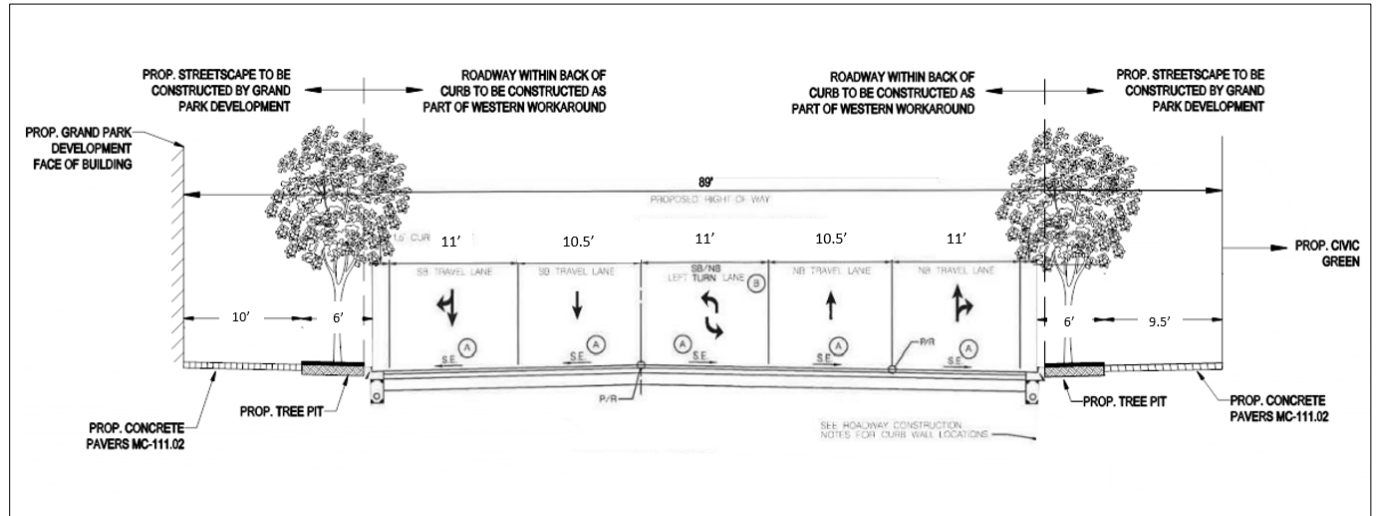 PROP. STREETSCAPE TO BE
CONSTRUCTED BY GRAND
PARK DEVELOPMENT
ROADWAY WITHIN BACK OF
CURB TO BE CONSTRUCTED AS
PART OF WESTERN WORKAROUND
ROADWAY WITHIN BACK OF
CURB TO BE CONSTRUCTED AS
PART OF WESTERN WORKAROUND
PROP. STREETSCAPE TO BE
CONSTRUCTED BY GRAND
PARK DEVELOPMENT
PROP. GRAND PARK
DEVELOPMENT
FACE OF BUILDING
89'
PROPOSED RIGHT OF WAY
11'
10.5'
11'
10.5'
11'
SB TRAVEL LANE
SB TRAVEL LANE
SB/NB
LEFT TURN LANE
B
NB TRAVEL LANE
NB TRAVEL LANE
PROP. CIVIC
GREEN
10'
6'
6'
9.5'
A
A
A
A
A
S.E.
S.E.
S.E.
S.E.
S.E.
P/R
P/R
PROP. TREE PIT
PROP. CONCRETE
PAVERS MC-111.02
SEE ROADWAY CONSTRUCTION
NOTES FOR CURB WALL LOCATIONS
PROP. TREE PIT
PROP. CONCRETE
PAVERS MC-111.02